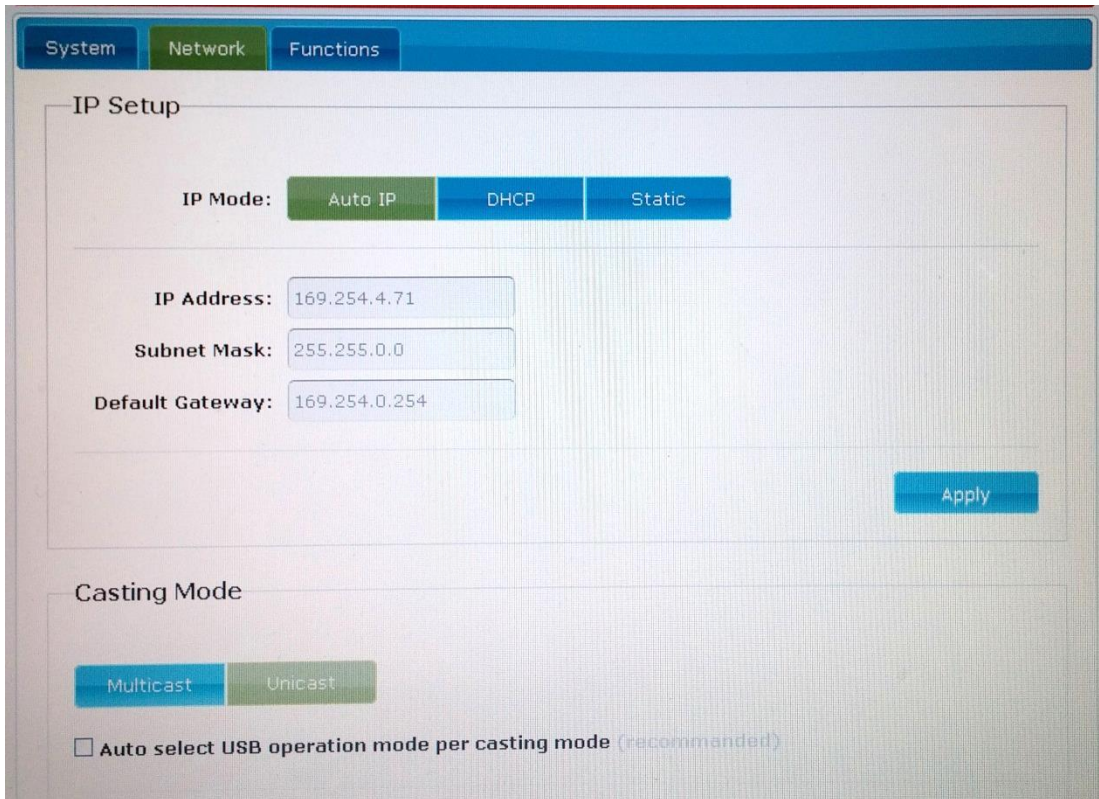 System Network Functions
IP Setup
IP Mode: Auto IP DHCP Static
IP Address: 169.254.4.71
Subnet Mask: 255.255.0.0
Default Gateway: 169.254.0.254
Apply
Casting Mode
Multicast Unicast
Auto select USB operation mode per casting mode (recommanded)